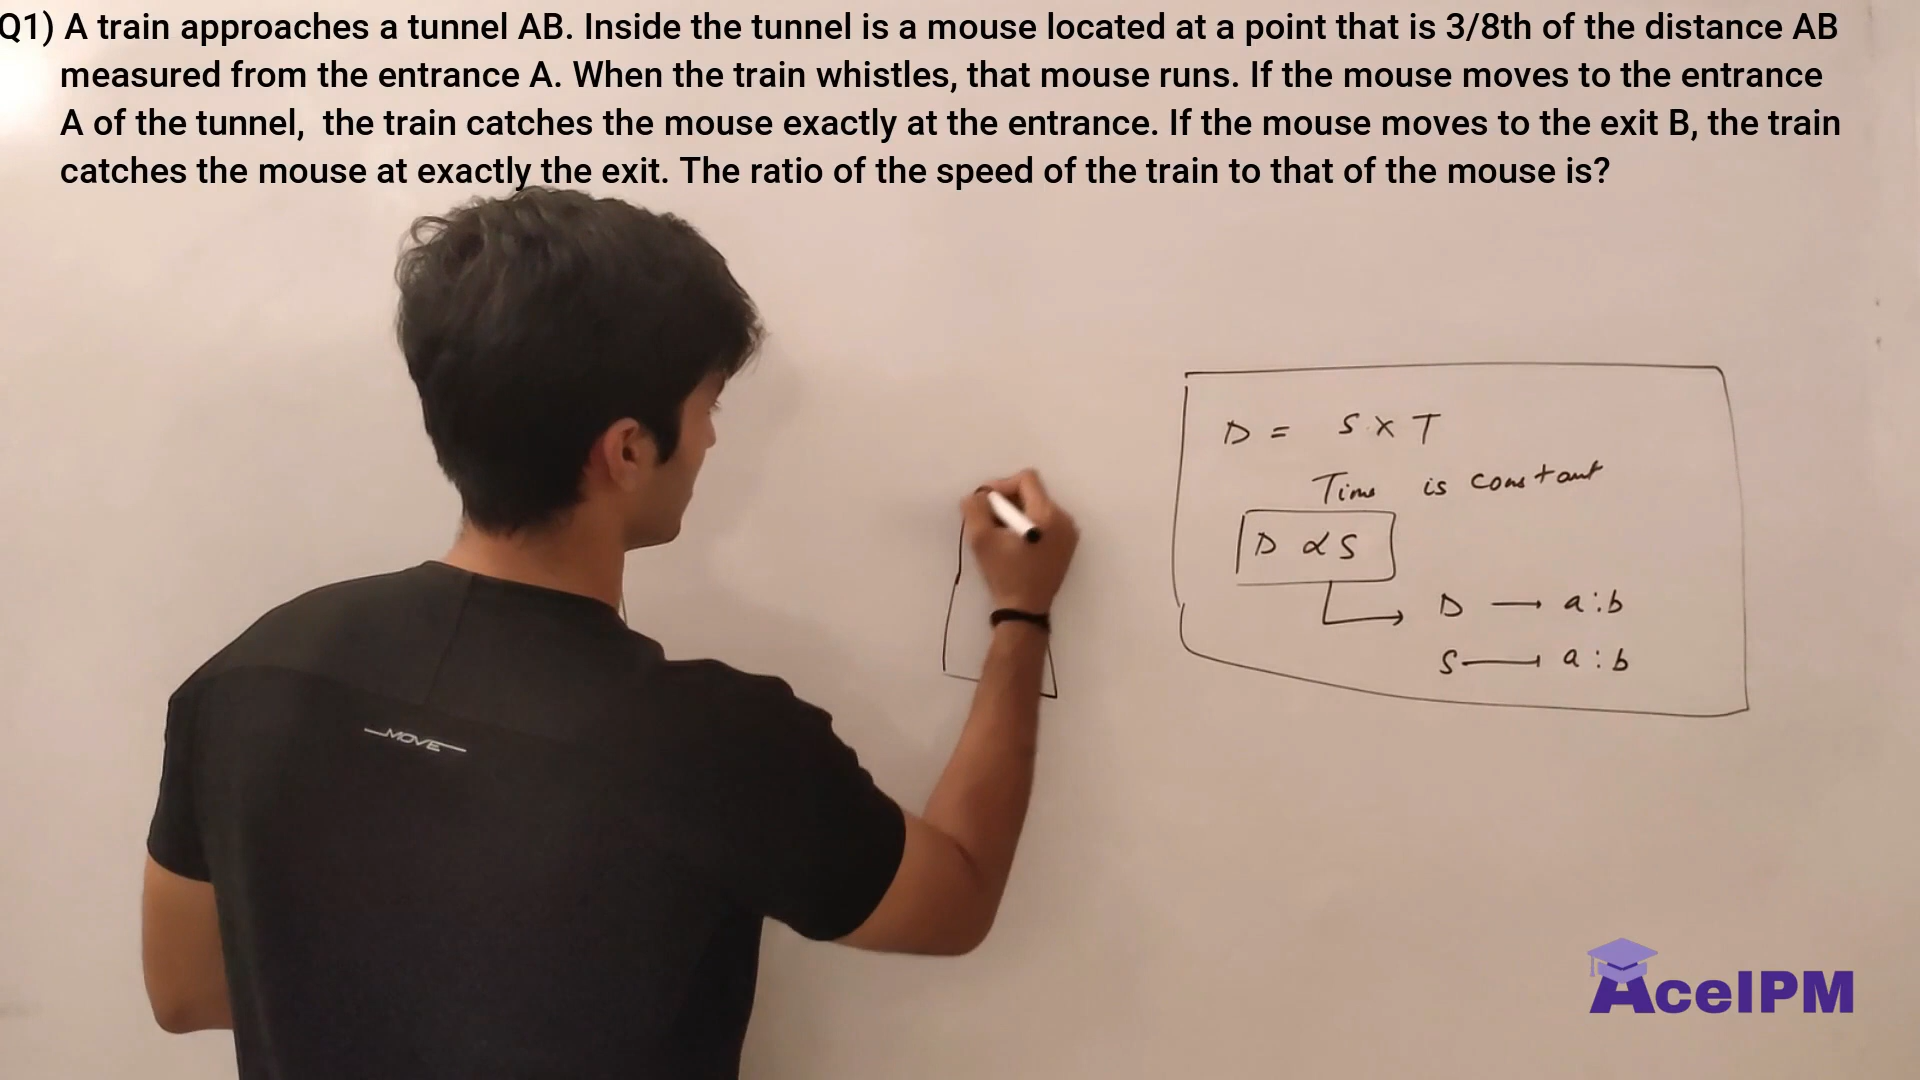 Q1) A train approaches a tunnel AB. Inside the tunnel is a mouse located at a point that is 3/8th of the distance AB
measured from the entrance A. When the train whistles, that mouse runs. If the mouse moves to the entrance
A of the tunnel, the train catches the mouse exactly at the entrance. If the mouse moves to the exit B, the train
catches the mouse at exactly the exit. The ratio of the speed of the train to that of the mouse is?
D = S × T
Time is constant
D ∝ S
D → a:b
S → a:b
MOVE
AceIPM